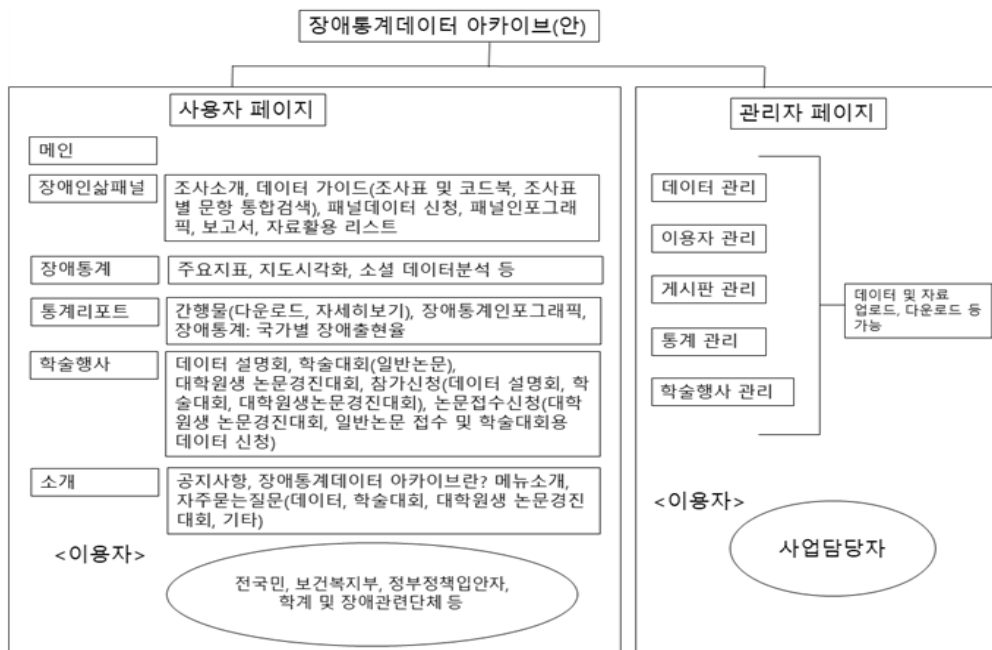 장애통계데이터 아카이브(안)
사용자 페이지
메인
장애인삶패널
조사소개, 데이터 가이드(조사표 및 코드북, 조사표
별 문항 통합검색), 패널데이터 신청, 패널인포그래
픽, 보고서, 자료활용 리스트
장애통계
주요지표, 지도시각화, 소셜 데이터분석 등
통계리포트
간행물(다운로드, 자세히보기), 장애통계인포그래픽,
장애통계: 국가별 장애출현율
학술행사
데이터 설명회, 학술대회(일반논문),
대학원생 논문경진대회, 참가신청(데이터 설명회, 학
술대회, 대학원생논문경진대회), 논문접수신청(대학
원생 논문경진대회, 일반논문 접수 및 학술대회용
데이터 신청)
소개
공지사항, 장애통계데이터 아카이브란? 메뉴소개,
자주묻는질문(데이터, 학술대회, 대학원생 논문경진
대회, 기타)
<이용자>
전국민, 보건복지부, 정부정책입안자,
학계 및 장애관련단체 등
관리자 페이지
데이터 관리
이용자 관리
게시판 관리
통계 관리
학술행사 관리
데이터 및 자료
업로드, 다운로드 등
가능
<이용자>
사업담당자